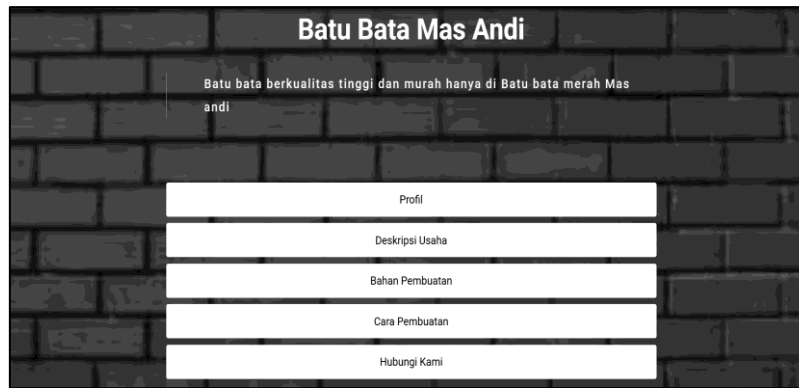 Batu Bata Mas Andi
Batu bata berkualitas tinggi dan murah hanya di Batu bata merah Mas
andi
Profil
Deskripsi Usaha
Bahan Pembuatan
Cara Pembuatan
Hubungi Kami